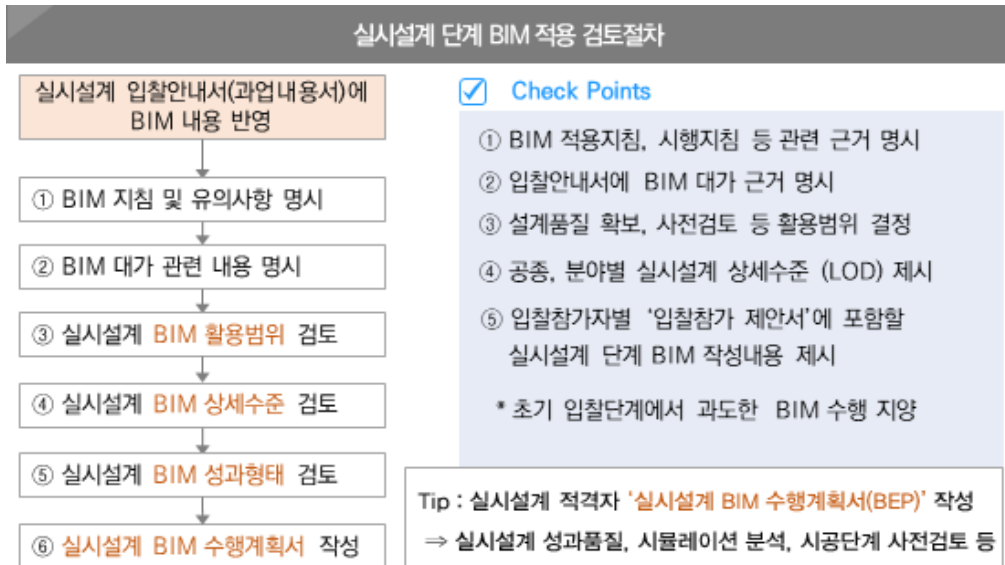 실시설계 단계 BIM 적용 검토절차
실시설계 입찰안내서(과업내용서)에
BIM 내용 반영
① BIM 지침 및 유의사항 명시
② BIM 대가 관련 내용 명시
③ 실시설계 BIM 활용범위 검토
④ 실시설계 BIM 상세수준 검토
⑤ 실시설계 BIM 성과형태 검토
⑥ 실시설계 BIM 수행계획서 작성
Check Points
① BIM 적용지침, 시행지침 등 관련 근거 명시
② 입찰안내서에 BIM 대가 근거 명시
③ 설계품질 확보, 사전검토 등 활용범위 결정
④ 공종, 분야별 실시설계 상세수준 (LOD) 제시
⑤ 입찰참가자별 ‘입찰참가 제안서’에 포함할
실시설계 단계 BIM 작성내용 제시
* 초기 입찰단계에서 과도한 BIM 수행 지양
Tip : 실시설계 적격자 ‘실시설계 BIM 수행계획서(BEP)’ 작성
⇒ 실시설계 성과품질, 시뮬레이션 분석, 시공단계 사전검토 등